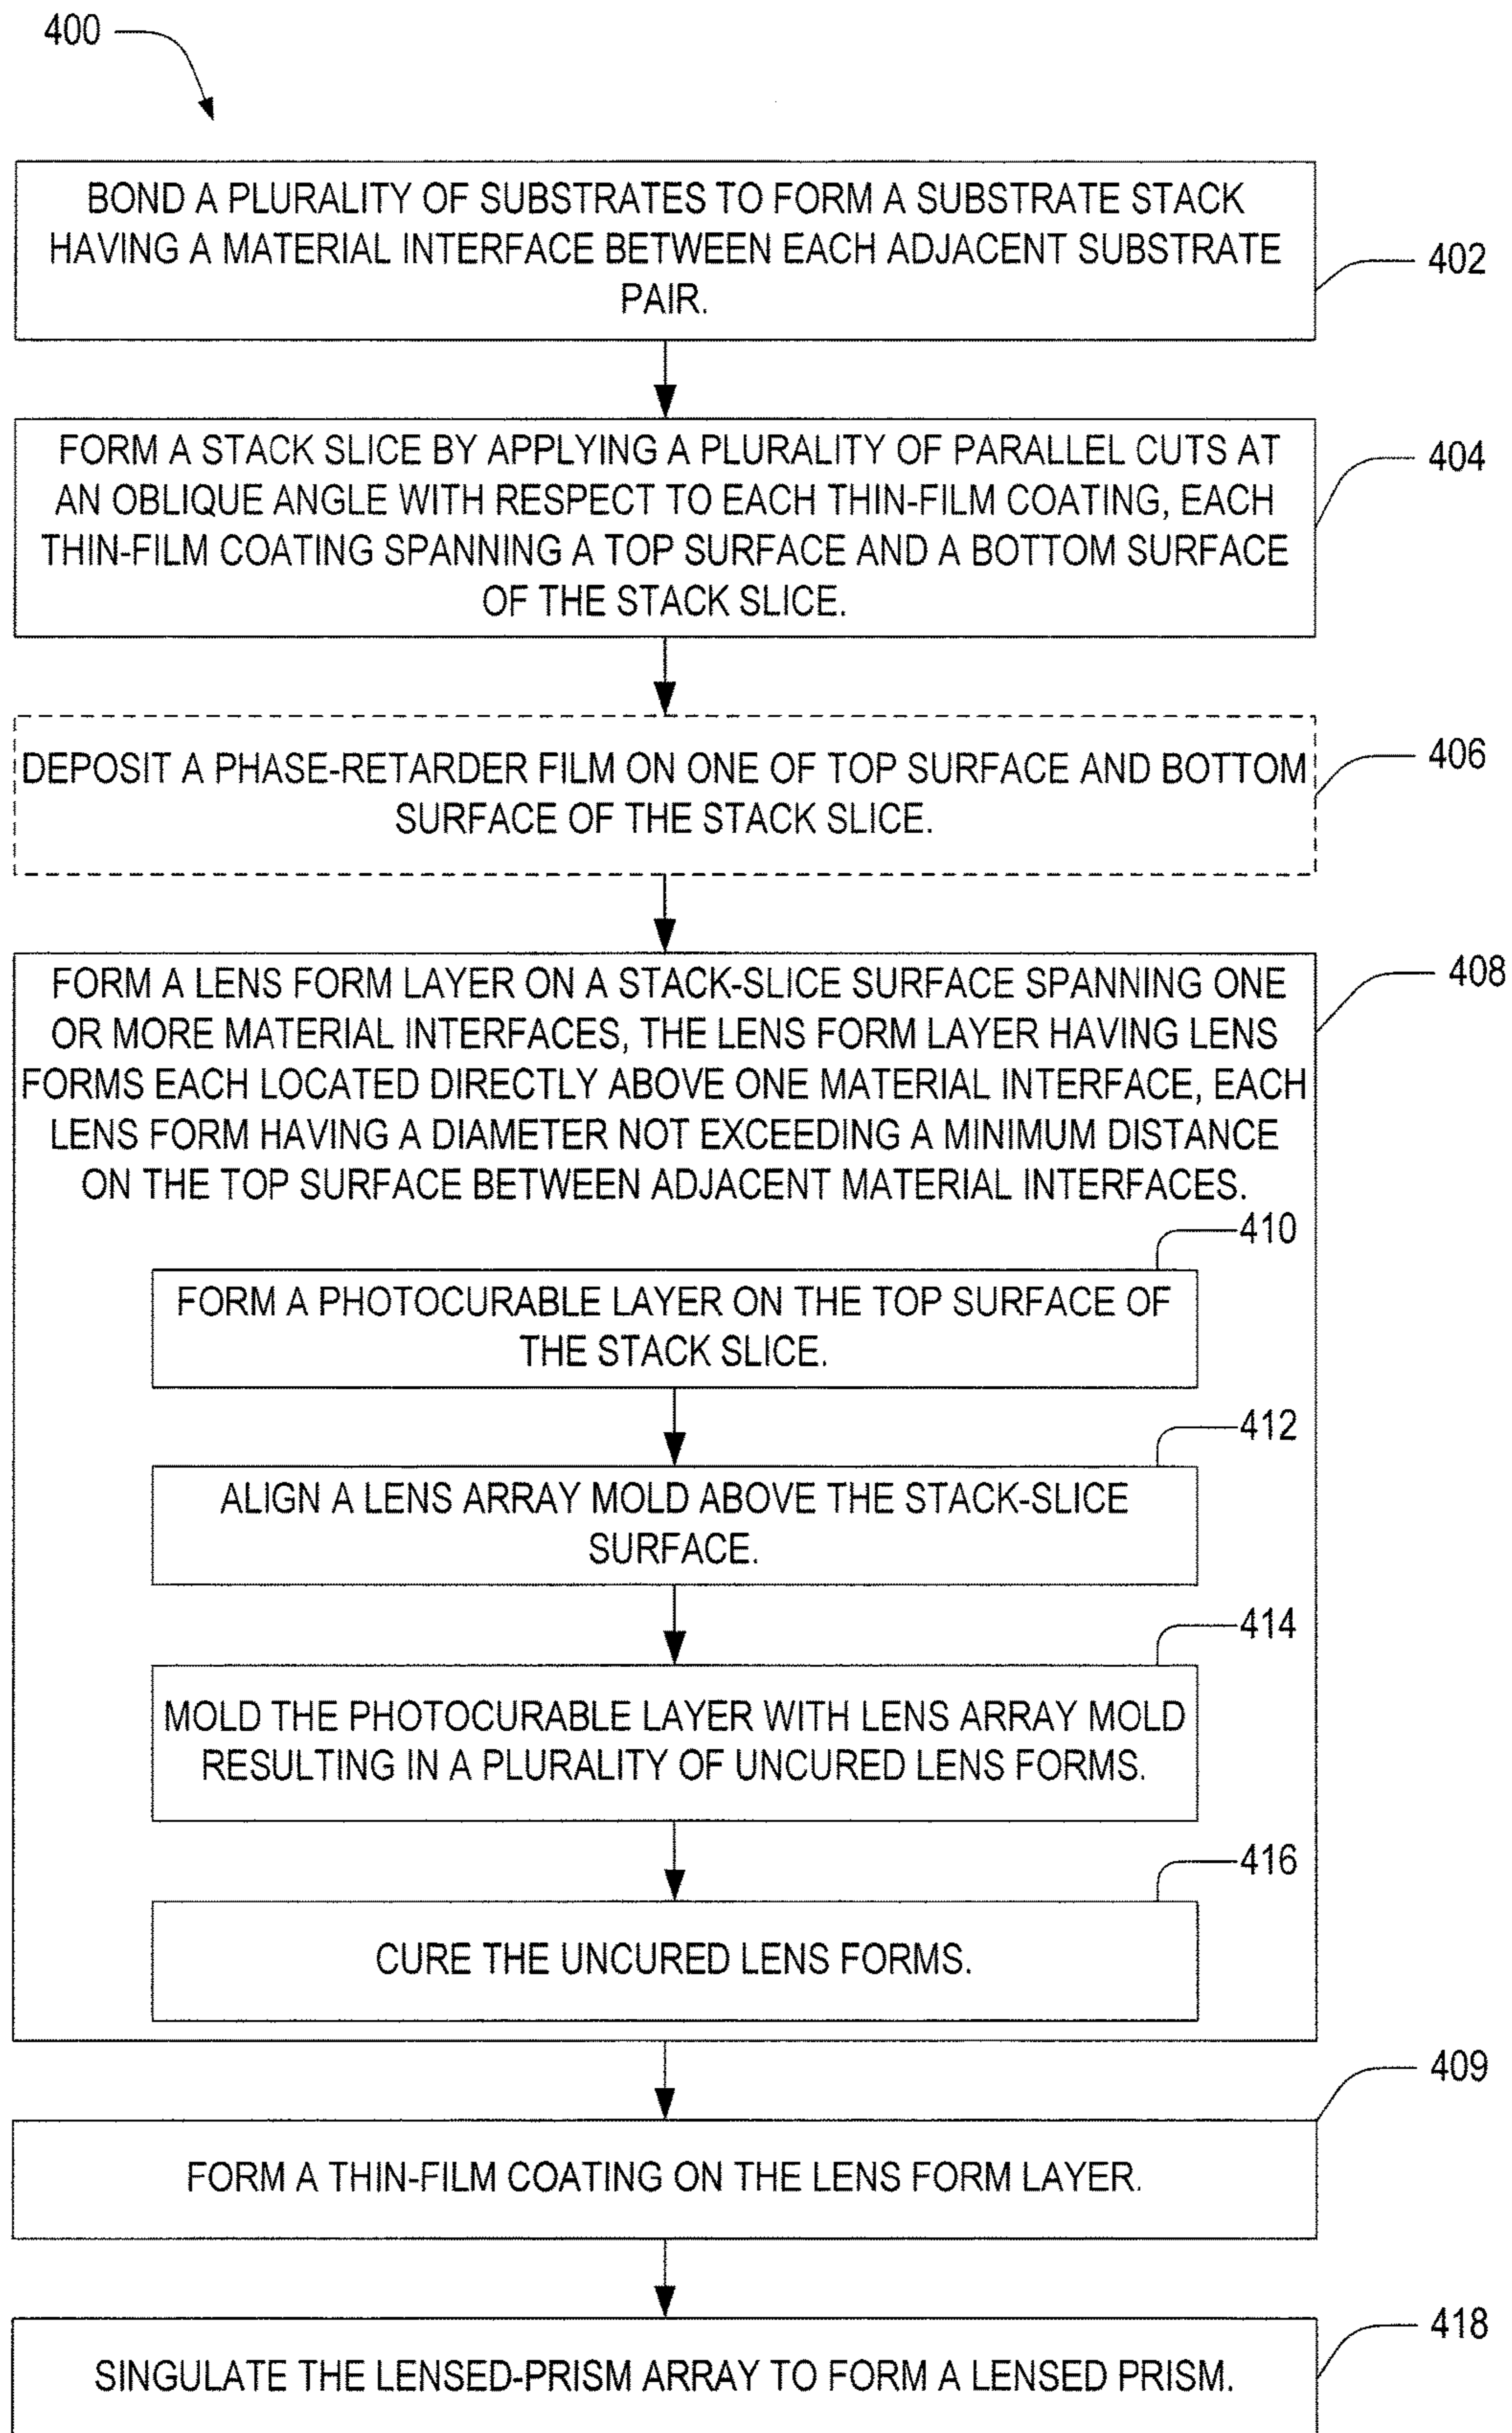 400
BOND A PLURALITY OF SUBSTRATES TO FORM A SUBSTRATE STACK
HAVING A MATERIAL INTERFACE BETWEEN EACH ADJACENT SUBSTRATE
PAIR.
402
FORM A STACK SLICE BY APPLYING A PLURALITY OF PARALLEL CUTS AT
AN OBLIQUE ANGLE WITH RESPECT TO EACH THIN-FILM COATING, EACH
THIN-FILM COATING SPANNING A TOP SURFACE AND A BOTTOM SURFACE
OF THE STACK SLICE.
404
DEPOSIT A PHASE-RETARDER FILM ON ONE OF TOP SURFACE AND BOTTOM
SURFACE OF THE STACK SLICE.
406
FORM A LENS FORM LAYER ON A STACK-SLICE SURFACE SPANNING ONE
OR MORE MATERIAL INTERFACES, THE LENS FORM LAYER HAVING LENS
FORMS EACH LOCATED DIRECTLY ABOVE ONE MATERIAL INTERFACE, EACH
LENS FORM HAVING A DIAMETER NOT EXCEEDING A MINIMUM DISTANCE
ON THE TOP SURFACE BETWEEN ADJACENT MATERIAL INTERFACES.
408
410
FORM A PHOTOCURABLE LAYER ON THE TOP SURFACE OF
THE STACK SLICE.
412
ALIGN A LENS ARRAY MOLD ABOVE THE STACK-SLICE
SURFACE.
414
MOLD THE PHOTOCURABLE LAYER WITH LENS ARRAY MOLD
RESULTING IN A PLURALITY OF UNCURED LENS FORMS.
416
CURE THE UNCURED LENS FORMS.
409
FORM A THIN-FILM COATING ON THE LENS FORM LAYER.
418
SINGULATE THE LENSED-PRISM ARRAY TO FORM A LENSED PRISM.